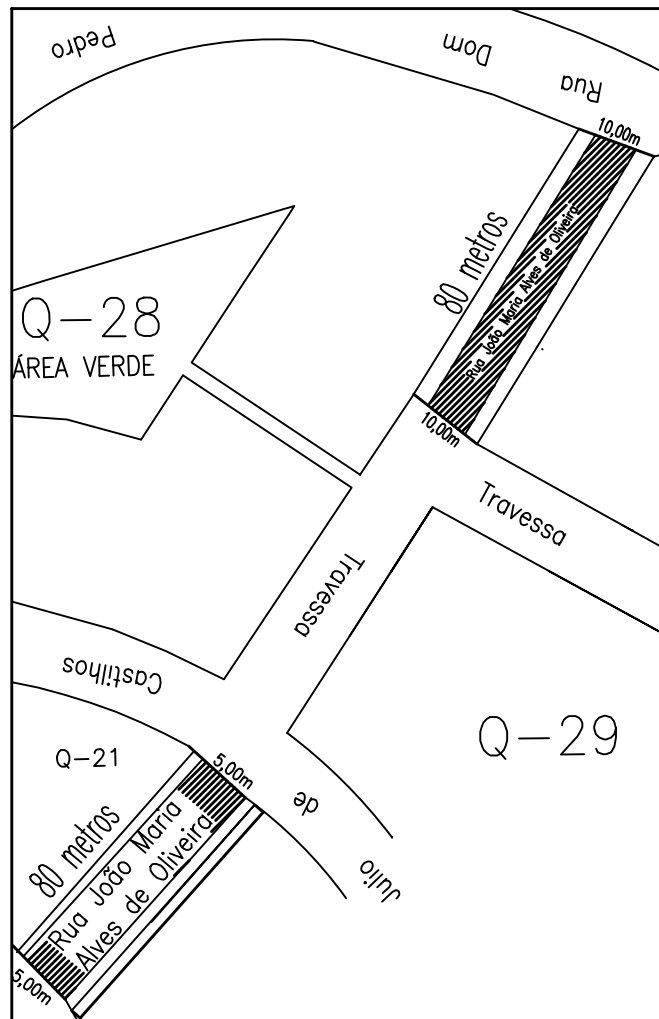 Pedro
Dom
Rua
10,00m
80 metros
Rua João Maria Alves de Oliveira
Q-28
ÁREA VERDE
10,00m
Travessa
Travessa
Castilhos
Q-29
Q-21
5,00m
de
80 metros
Rua João Maria
Alves de Oliveira
Julio
5,00m